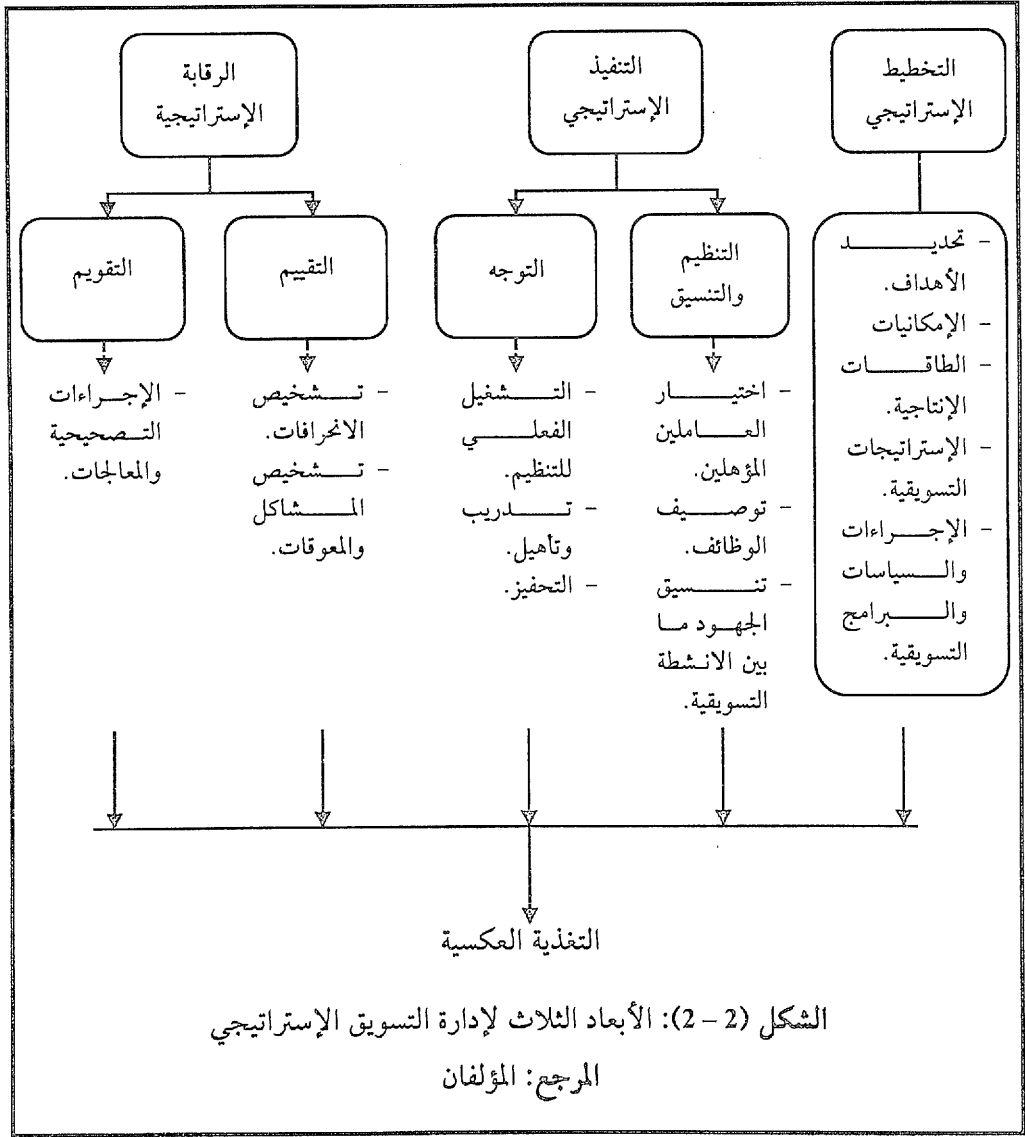 التخطيط
الإستراتيجي
التنفيذ
الإستراتيجي
الرقابة
الإستراتيجية
- تحديد
الأهداف.
- الإمكانيات
- الطاقات
الإنتاجية.
- الإستراتيجات
التسويقية.
- الإجراءات
والسياسات
والبرامج
التسويقية.
التنظيم
والتنسيق
- اختيار
العاملين
المؤهلين.
- توصيف
الوظائف.
- تنسيق
الجهود ما
بين الانشطة
التسويقية.
التوجه
- التشغيل
الفعلي
للتنظيم.
- تدريب
وتأهيل.
- التحفيز.
التقييم
- تشخيص
الانحرافات.
- تشخيص
المشاكل
والمعوقات.
التقويم
- الإجراءات
التصحيحية
والمعالجات.
التغذية العكسية
الشكل (2 – 2): الأبعاد الثلاث لإدارة التسويق الإستراتيجي
المرجع: المؤلفان